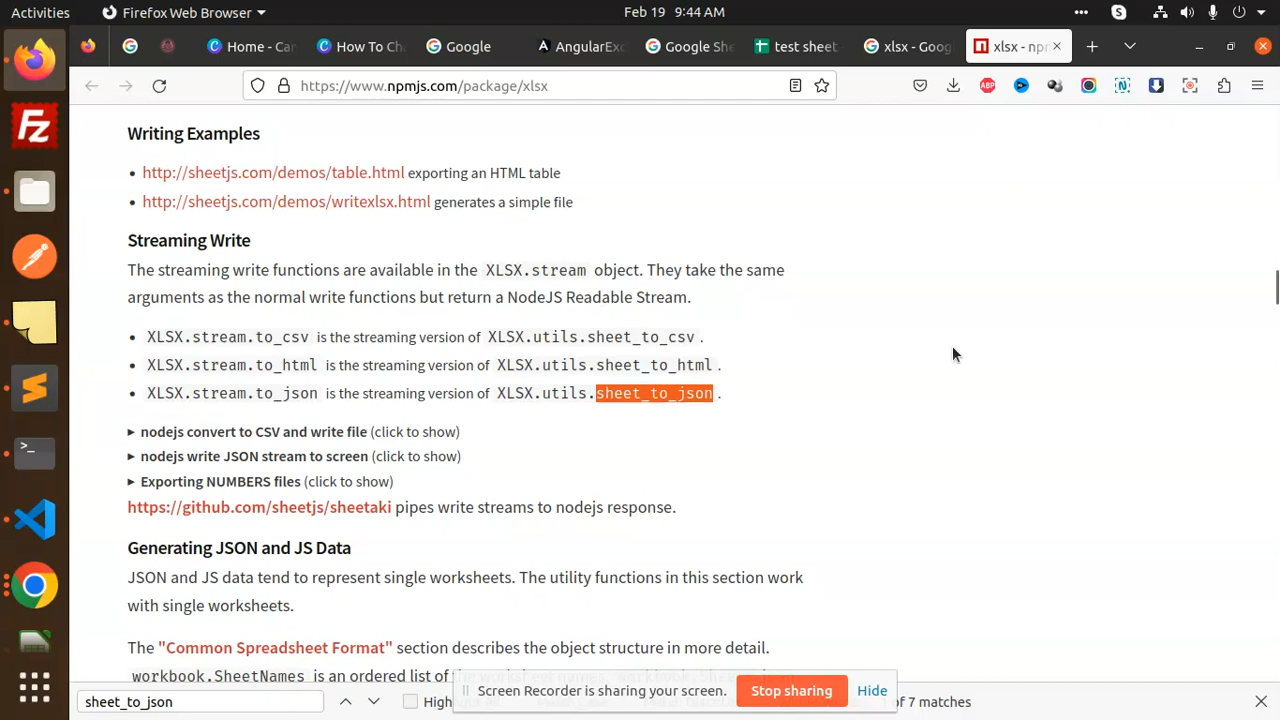 Activities
Firefox Web Browser
Feb 19 9:44 AM
Home - Ca
How To Ch
Google
AngularExc
Google She
test sheet
xlsx - Goog
xlsx - npm
https://www.npmjs.com/package/xlsx
Writing Examples
• http://sheetjs.com/demos/table.html exporting an HTML table
• http://sheetjs.com/demos/writexlsx.html generates a simple file
Streaming Write
The streaming write functions are available in the XLSX.stream object. They take the same
arguments as the normal write functions but return a NodeJS Readable Stream.
• XLSX.stream.to_csv is the streaming version of XLSX.utils.sheet_to_csv.
• XLSX.stream.to_html is the streaming version of XLSX.utils.sheet_to_html.
• XLSX.stream.to_json is the streaming version of XLSX.utils.sheet_to_json.
▸ nodejs convert to CSV and write file (click to show)
▸ nodejs write JSON stream to screen (click to show)
▸ Exporting NUMBERS files (click to show)
https://github.com/sheetjs/sheetaki pipes write streams to nodejs response.
Generating JSON and JS Data
JSON and JS data tend to represent single worksheets. The utility functions in this section work
with single worksheets.
The "Common Spreadsheet Format" section describes the object structure in more detail.
workbook.SheetNames is an ordered list of the worksheet names.
Screen Recorder is sharing your screen.
Stop sharing
Hide
sheet_to_json
of 7 matches